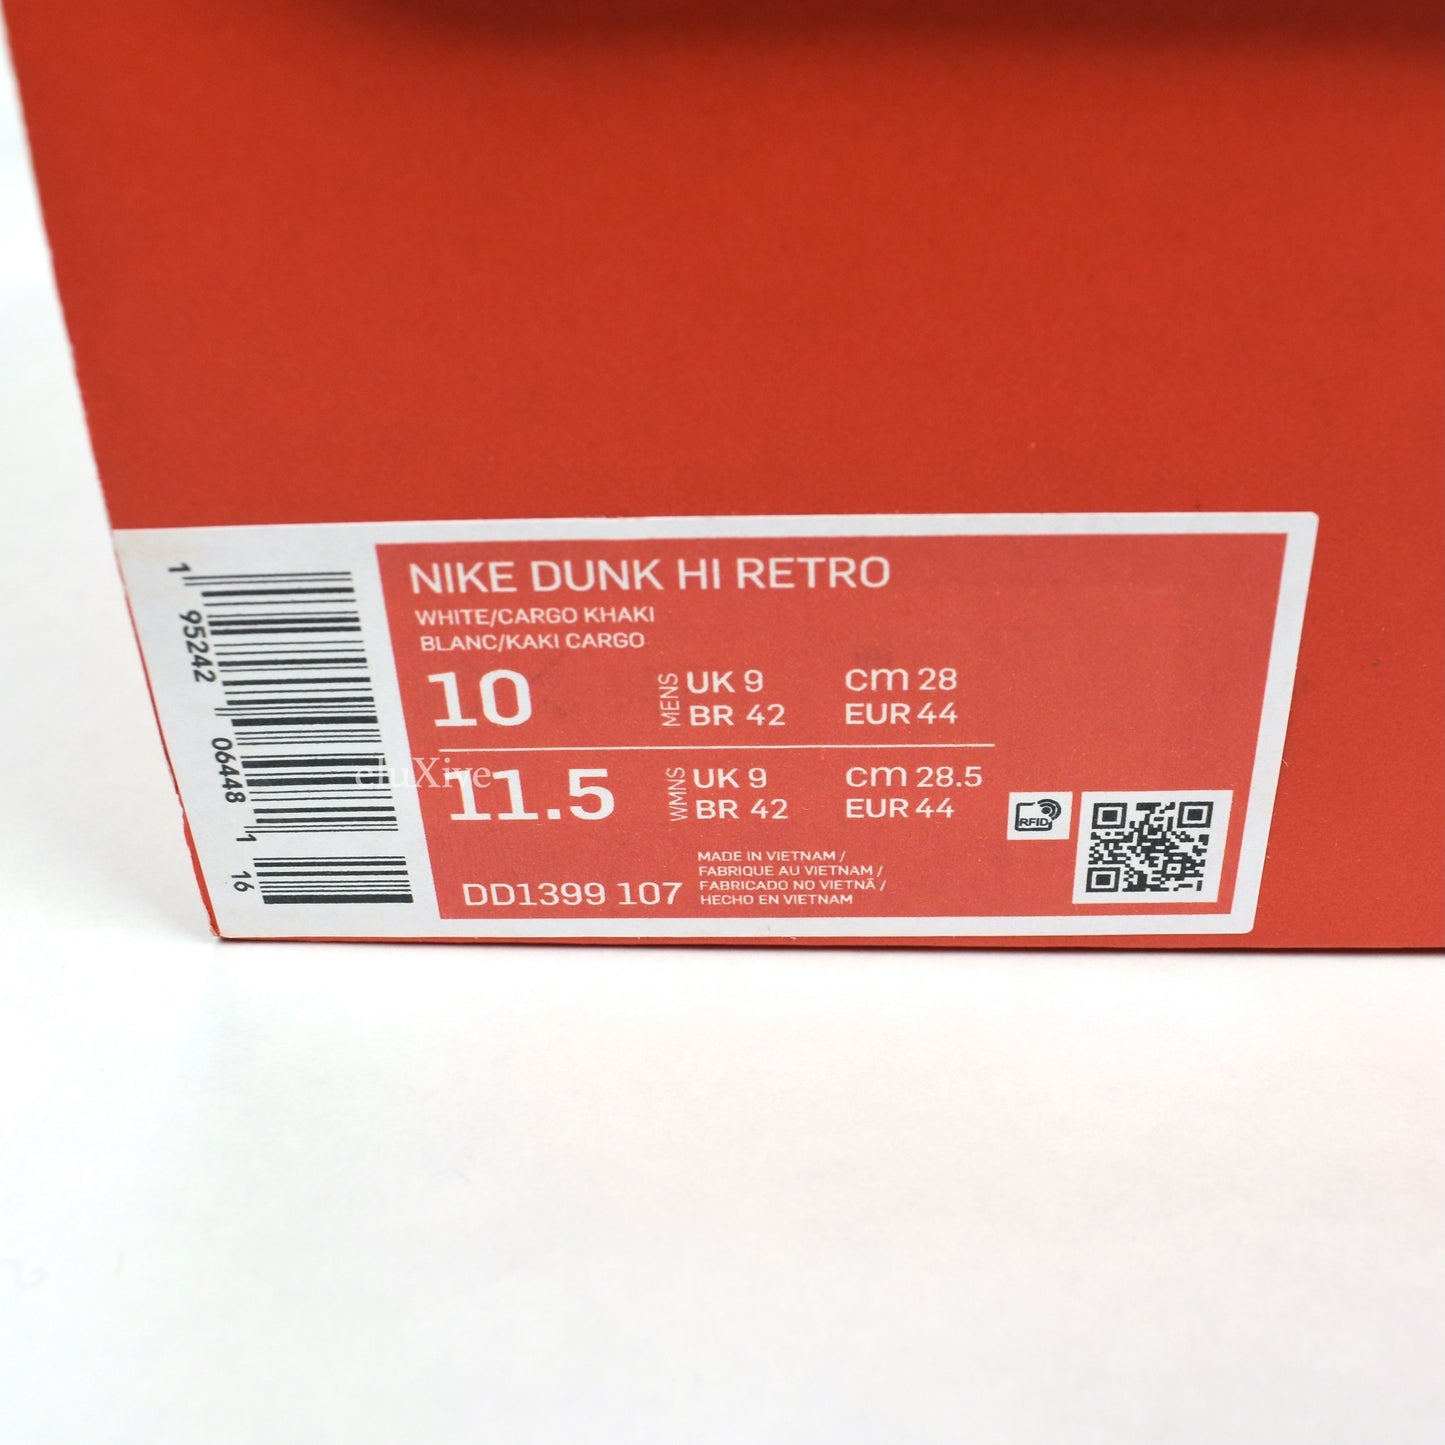 NIKE DUNK HI RETRO
WHITE/CARGO KHAKI
BLANC/KAKI CARGO
10 MENS UK 9 CM 28
BR 42 EUR 44
11.5 WMNS UK 9 CM 28.5
BR 42 EUR 44
eluXive
RFID
MADE IN VIETNAM /
FABRIQUE AU VIETNAM /
FABRICADO NO VIETNÃ /
HECHO EN VIETNAM
DD1399 107
1 95242 06448 1 16